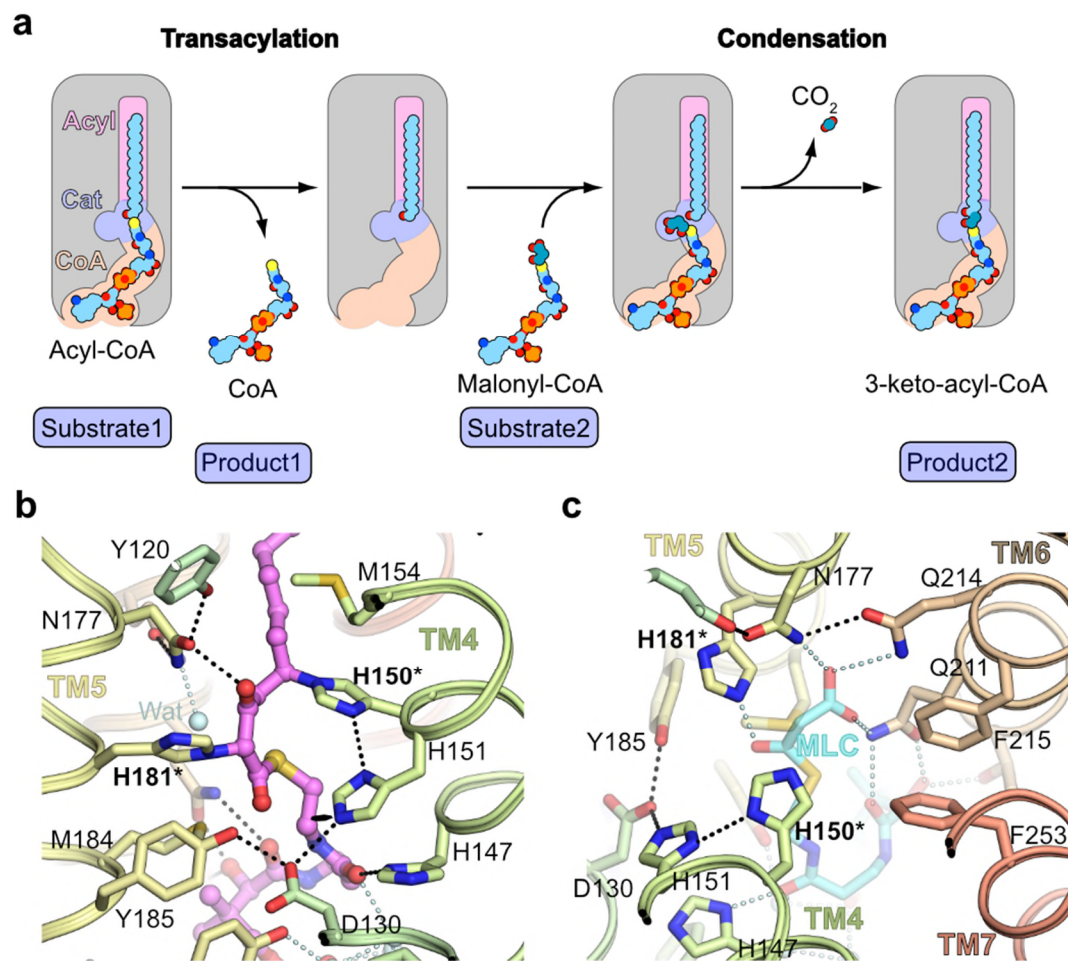 a
Transacylation
Condensation
Acyl
Cat
CoA
CO2
Acyl-CoA
CoA
Malonyl-CoA
3-keto-acyl-CoA
Substrate1
Product1
Substrate2
Product2
b
Y120
N177
M154
TM4
TM5
H150*
Wat
H181*
H151
M184
H147
Y185
D130
c
TM5
N177
TM6
Q214
H181*
Q211
Y185
MLC
F215
H150*
F253
D130
H151
TM4
H147
TM7